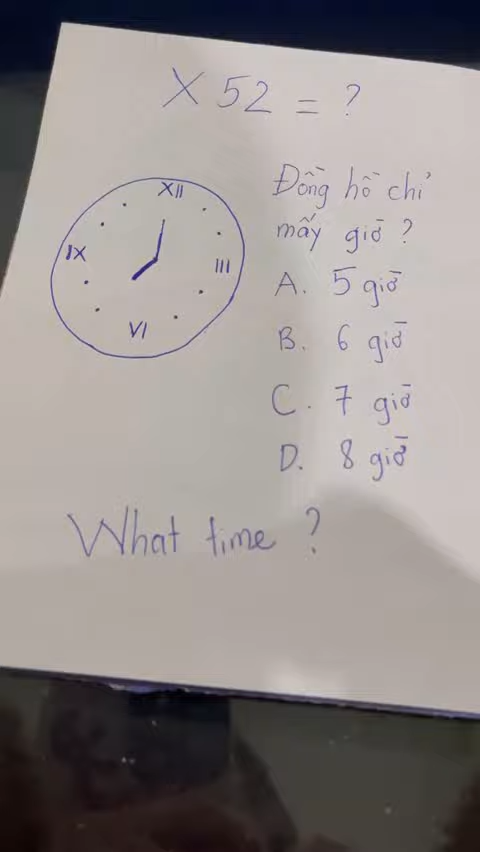 X 52 = ?
XII
IX
III
VI
Đồng hồ chỉ
mấy giờ ?
A. 5 giờ
B. 6 giờ
C. 7 giờ
D. 8 giờ
What time ?